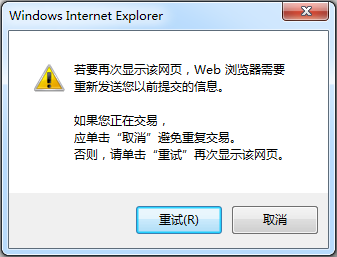 Windows Internet Explorer
若要再次显示该网页，Web 浏览器需要
重新发送您以前提交的信息。
如果您正在交易，
应单击“取消”避免重复交易。
否则，请单击“重试”再次显示该网页。
重试(R)
取消